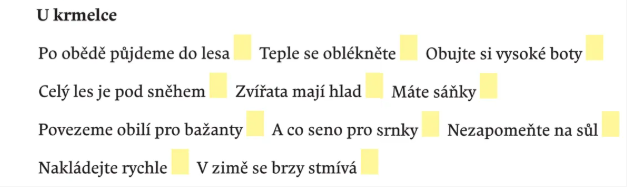 U krmelce
Po obědě půjdeme do lesa Teple se oblékněte Obujte si vysoké boty
Celý les je pod sněhem Zvířata mají hlad Máte sáňky
Povezeme obilí pro bažanty A co seno pro srnky Nezapomeňte na sůl
Nakládejte rychle V zimě se brzy stmívá